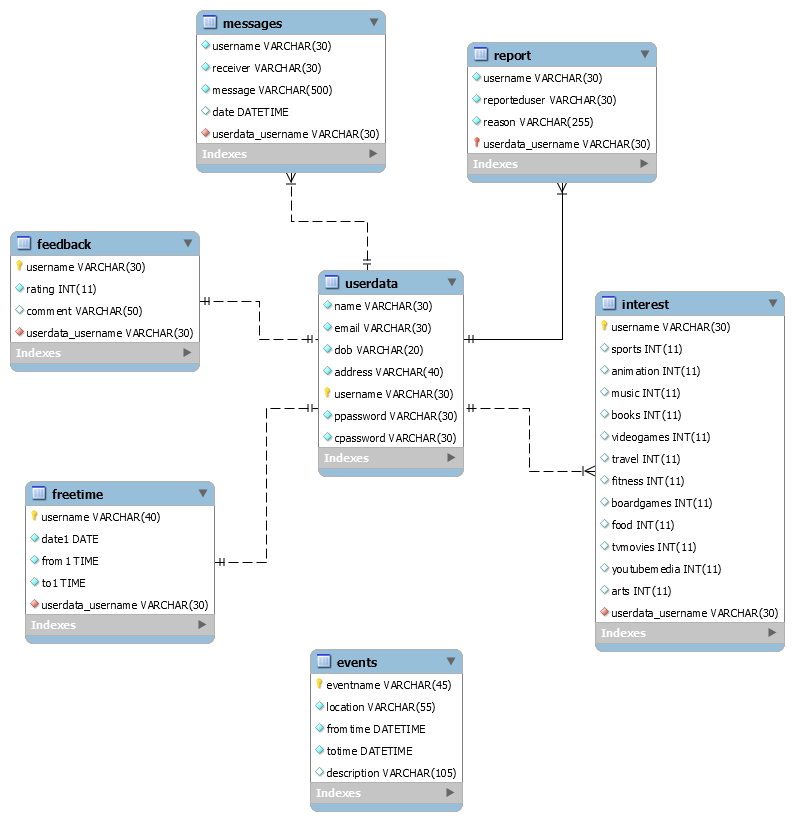 messages
username VARCHAR(30)
receiver VARCHAR(30)
message VARCHAR(500)
date DATETIME
userdata_username VARCHAR(30)
Indexes
report
username VARCHAR(30)
reporteduser VARCHAR(30)
reason VARCHAR(255)
userdata_username VARCHAR(30)
Indexes
feedback
username VARCHAR(30)
rating INT(11)
comment VARCHAR(50)
userdata_username VARCHAR(30)
Indexes
userdata
name VARCHAR(30)
email VARCHAR(30)
dob VARCHAR(20)
address VARCHAR(40)
username VARCHAR(30)
ppassword VARCHAR(30)
cpassword VARCHAR(30)
Indexes
interest
username VARCHAR(30)
sports INT(11)
animation INT(11)
music INT(11)
books INT(11)
videogames INT(11)
travel INT(11)
fitness INT(11)
boardgames INT(11)
food INT(11)
tvmovies INT(11)
youtubemedia INT(11)
arts INT(11)
userdata_username VARCHAR(30)
Indexes
freetime
username VARCHAR(40)
date1 DATE
from1 TIME
to1 TIME
userdata_username VARCHAR(30)
Indexes
events
eventname VARCHAR(45)
location VARCHAR(55)
fromtime DATETIME
totime DATETIME
description VARCHAR(105)
Indexes